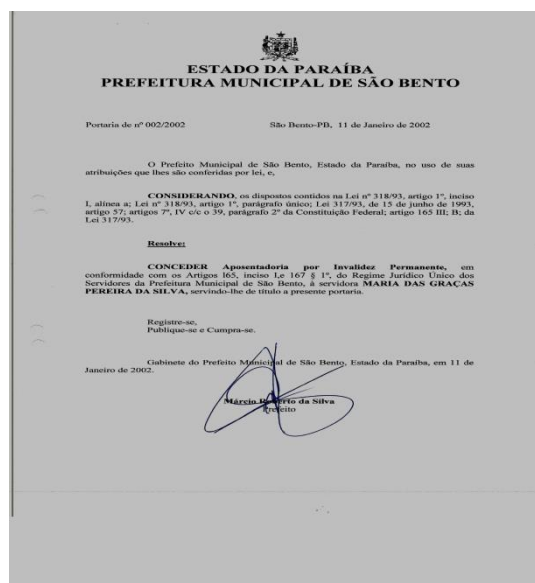 ESTADO DA PARAÍBA
PREFEITURA MUNICIPAL DE SÃO BENTO
Portaria de nº 002/2002 São Bento-PB, 11 de Janeiro de 2002
O Prefeito Municipal de São Bento, Estado da Paraíba, no uso de suas
atribuições que lhes são conferidas por lei, e,
CONSIDERANDO, os dispostos contidos na Lei nº 318/93, artigo 1º, inciso
I, alínea a; Lei nº 318/93, artigo 1º, parágrafo único; Lei 317/93, de 15 de junho de 1993,
artigo 57; artigos 7º, IV c/c o 39, parágrafo 2º da Constituição Federal; artigo 165 III; B; da
Lei 317/93.
Resolve:
CONCEDER Aposentadoria por Invalidez Permanente, em
conformidade com os Artigos 165, inciso I,e 167 § 1º, do Regime Jurídico Único dos
Servidores da Prefeitura Municipal de São Bento, à servidora MARIA DAS GRAÇAS
PEREIRA DA SILVA, servindo-lhe de título a presente portaria.
Registre-se,
Publique-se e Cumpra-se.
Gabinete do Prefeito Municipal de São Bento, Estado da Paraíba, em 11 de
Janeiro de 2002.
Márcio Roberto da Silva
Prefeito